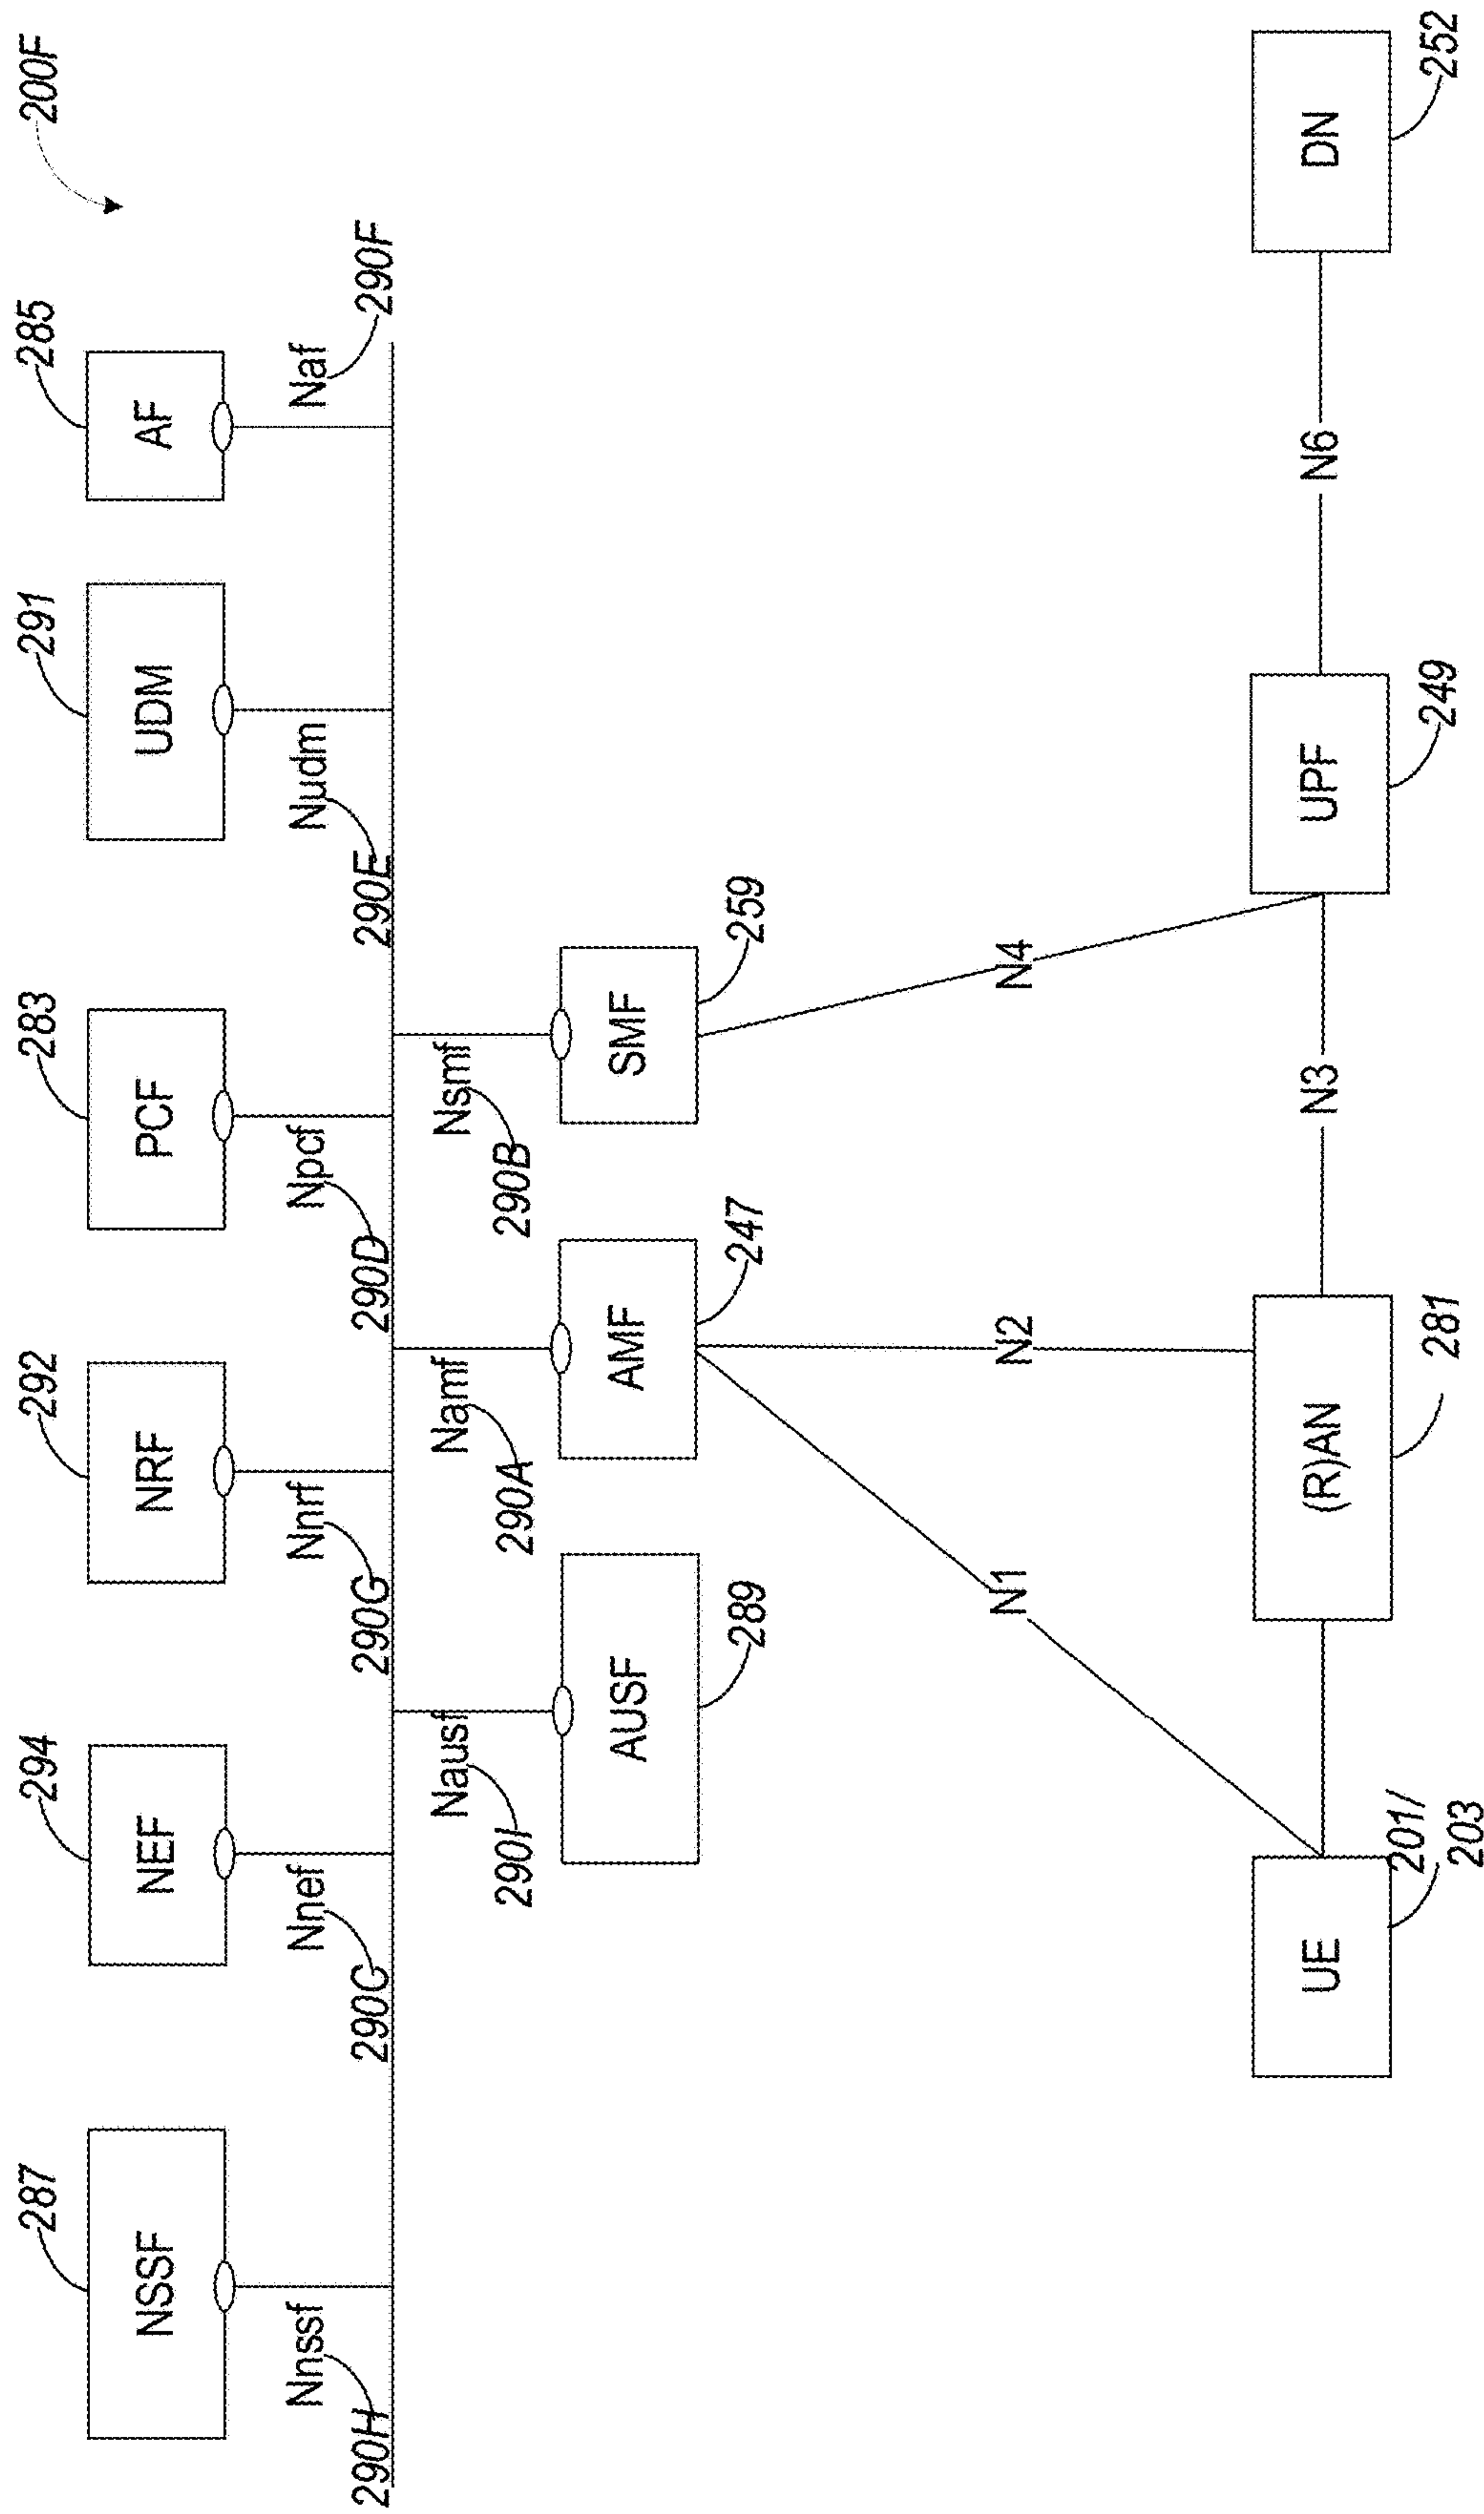 200F
287
294
292
283
291
285
NSSF
NEF
NRF
PCF
UDM
AF
Nnssf
Nnef
Nnrf
Npcf
Nudm
Naf
290H
290C
290G
290D
290E
290F
Nausf
Namf
Nsmf
290I
290A
290B
AUSF
AMF
SMF
289
247
259
N1
N2
N4
UE
(R)AN
N3
UPF
N6
DN
201/
203
281
249
252